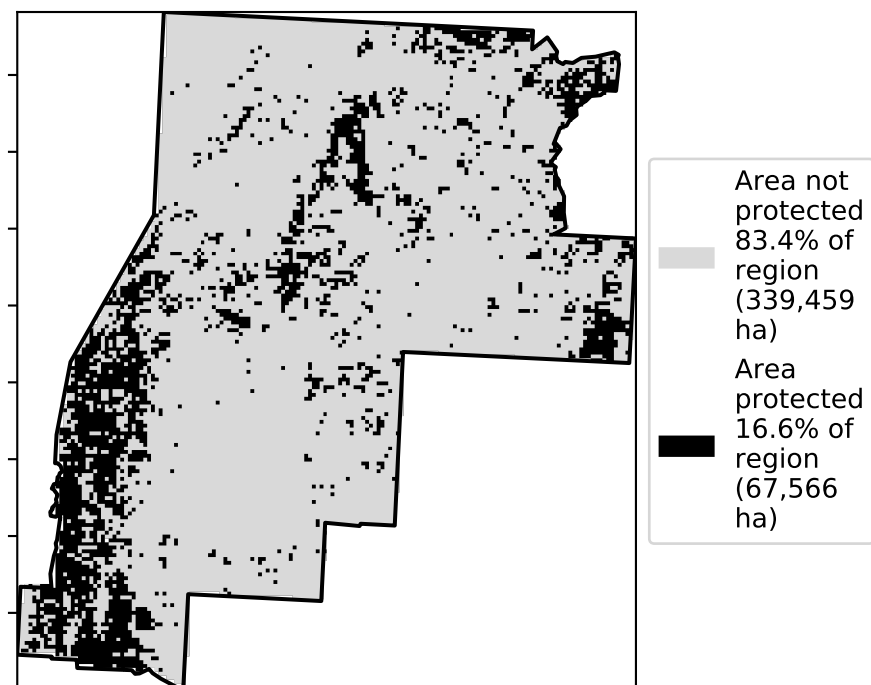 Area not
protected
83.4% of
region
(339,459
ha)
Area
protected
16.6% of
region
(67,566
ha)